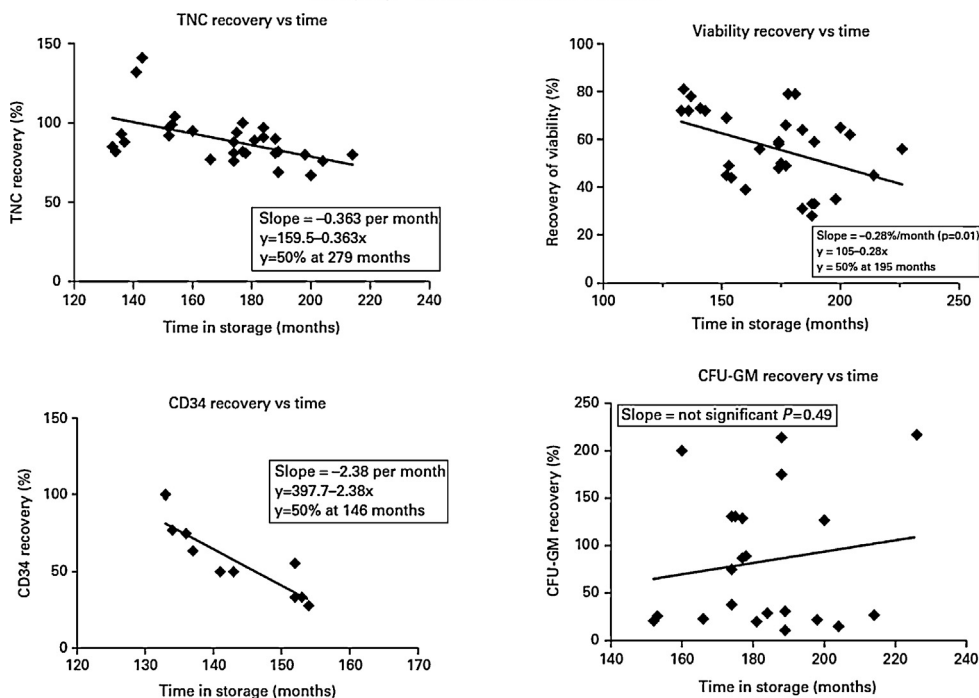 TNC recovery vs time
150
100
50
0
120 140 160 180 200 220 240
TNC recovery (%)
Time in storage (months)
Slope = –0.363 per month
y=159.5–0.363x
y=50% at 279 months
Viability recovery vs time
100
80
60
40
20
0
100 150 200 250
Recovery of viability (%)
Time in storage (months)
Slope = –0.28%/month (p=0.01)
y = 105–0.28x
y = 50% at 195 months
CD34 recovery vs time
150
100
50
0
120 130 140 150 160 170
CD34 recovery (%)
Time in storage (months)
Slope = –2.38 per month
y=397.7–2.38x
y=50% at 146 months
CFU-GM recovery vs time
250
200
150
100
50
0
140 160 180 200 220 240
CFU-GM recovery (%)
Time in storage (months)
Slope = not significant P=0.49